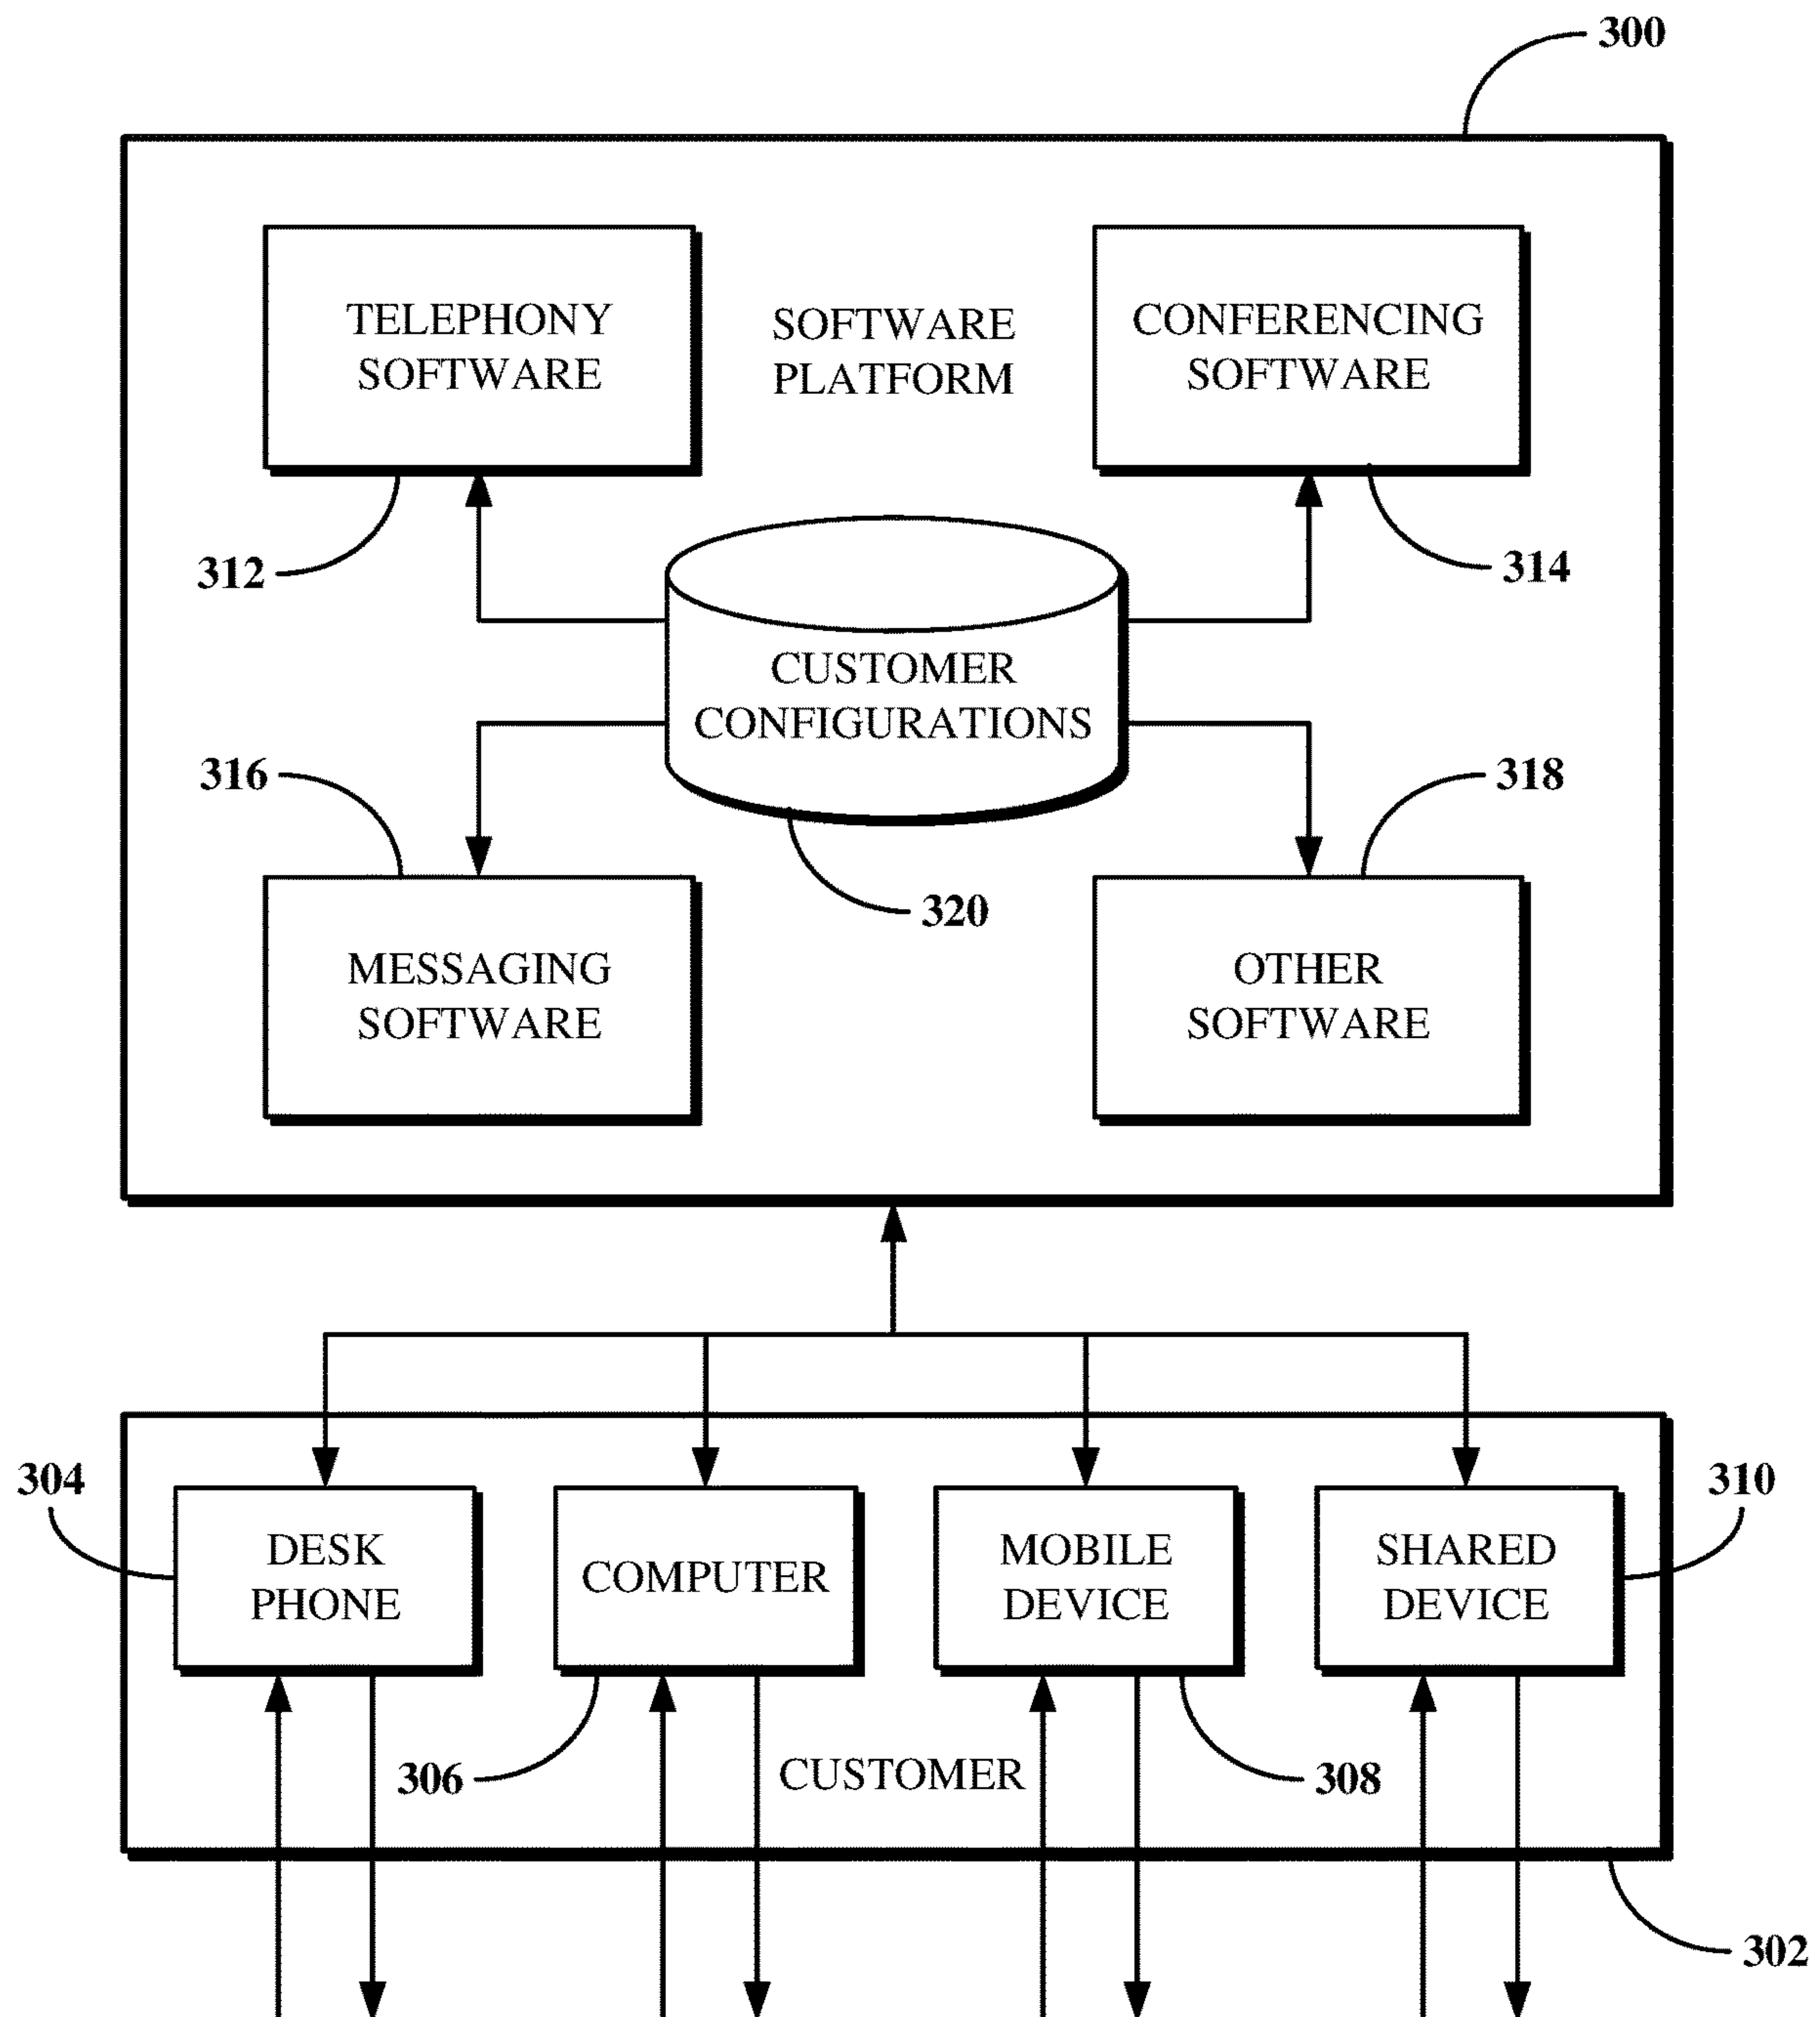 300
TELEPHONY
SOFTWARE
SOFTWARE
PLATFORM
CONFERENCING
SOFTWARE
312
314
CUSTOMER
CONFIGURATIONS
316
318
320
MESSAGING
SOFTWARE
OTHER
SOFTWARE
304
310
DESK
PHONE
COMPUTER
MOBILE
DEVICE
SHARED
DEVICE
306
CUSTOMER
308
302